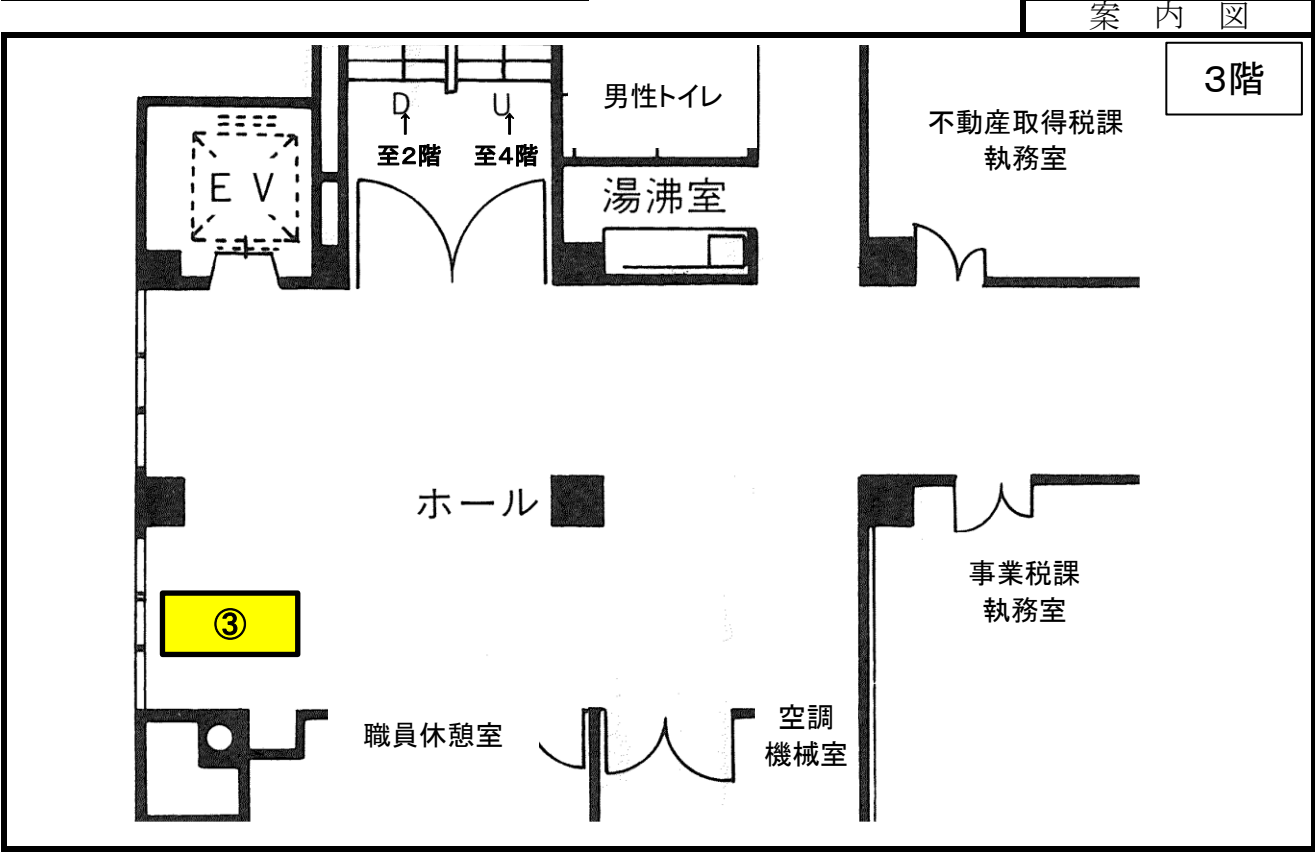 案　内　図
３階
男性トイレ
D
U
至２階
至４階
不動産取得税課
執務室
E V
湯沸室
ホール
事業税課
執務室
③
職員休憩室
空調
機械室